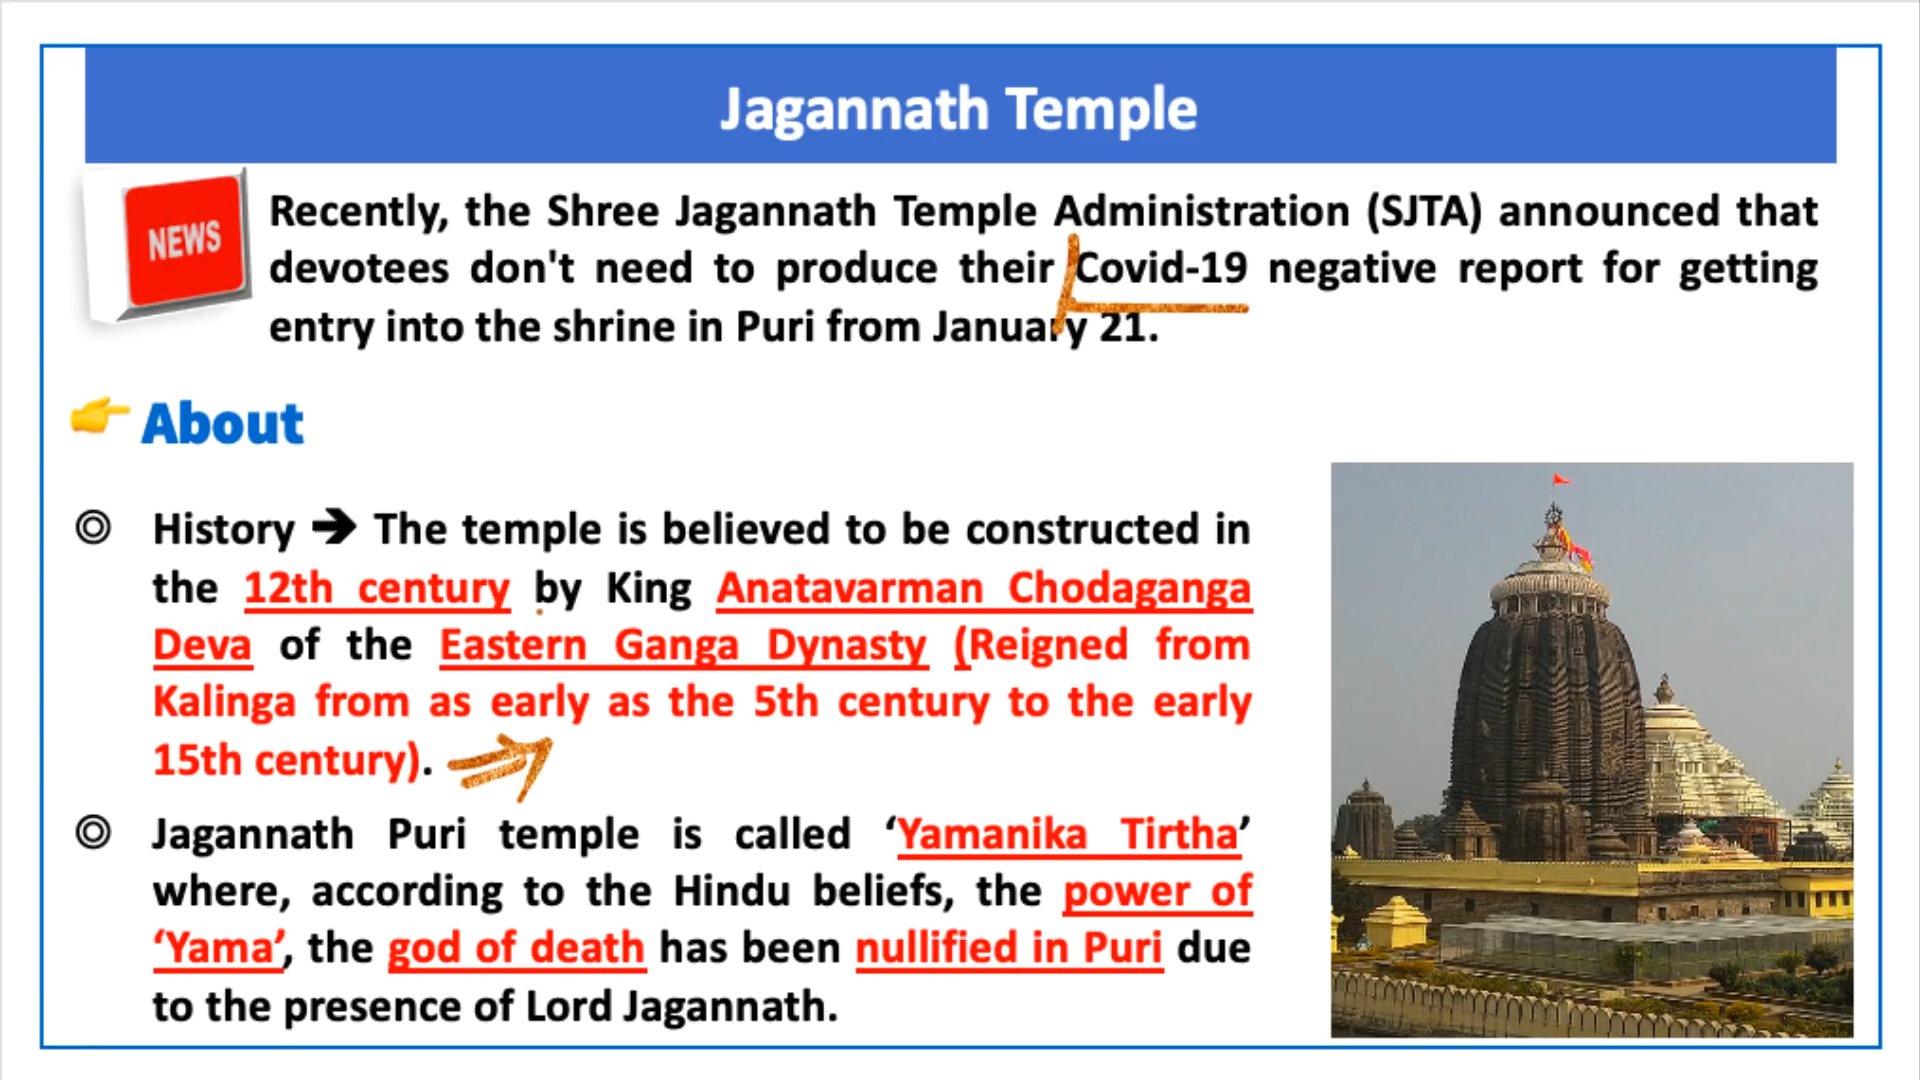 Jagannath Temple
NEWS
Recently, the Shree Jagannath Temple Administration (SJTA) announced that
devotees don't need to produce their Covid-19 negative report for getting
entry into the shrine in Puri from January 21.
👉 About
◎ History ➔ The temple is believed to be constructed in
the 12th century by King Anatavarman Chodaganga
Deva of the Eastern Ganga Dynasty (Reigned from
Kalinga from as early as the 5th century to the early
15th century).
◎ Jagannath Puri temple is called ‘Yamanika Tirtha’
where, according to the Hindu beliefs, the power of
‘Yama’, the god of death has been nullified in Puri due
to the presence of Lord Jagannath.